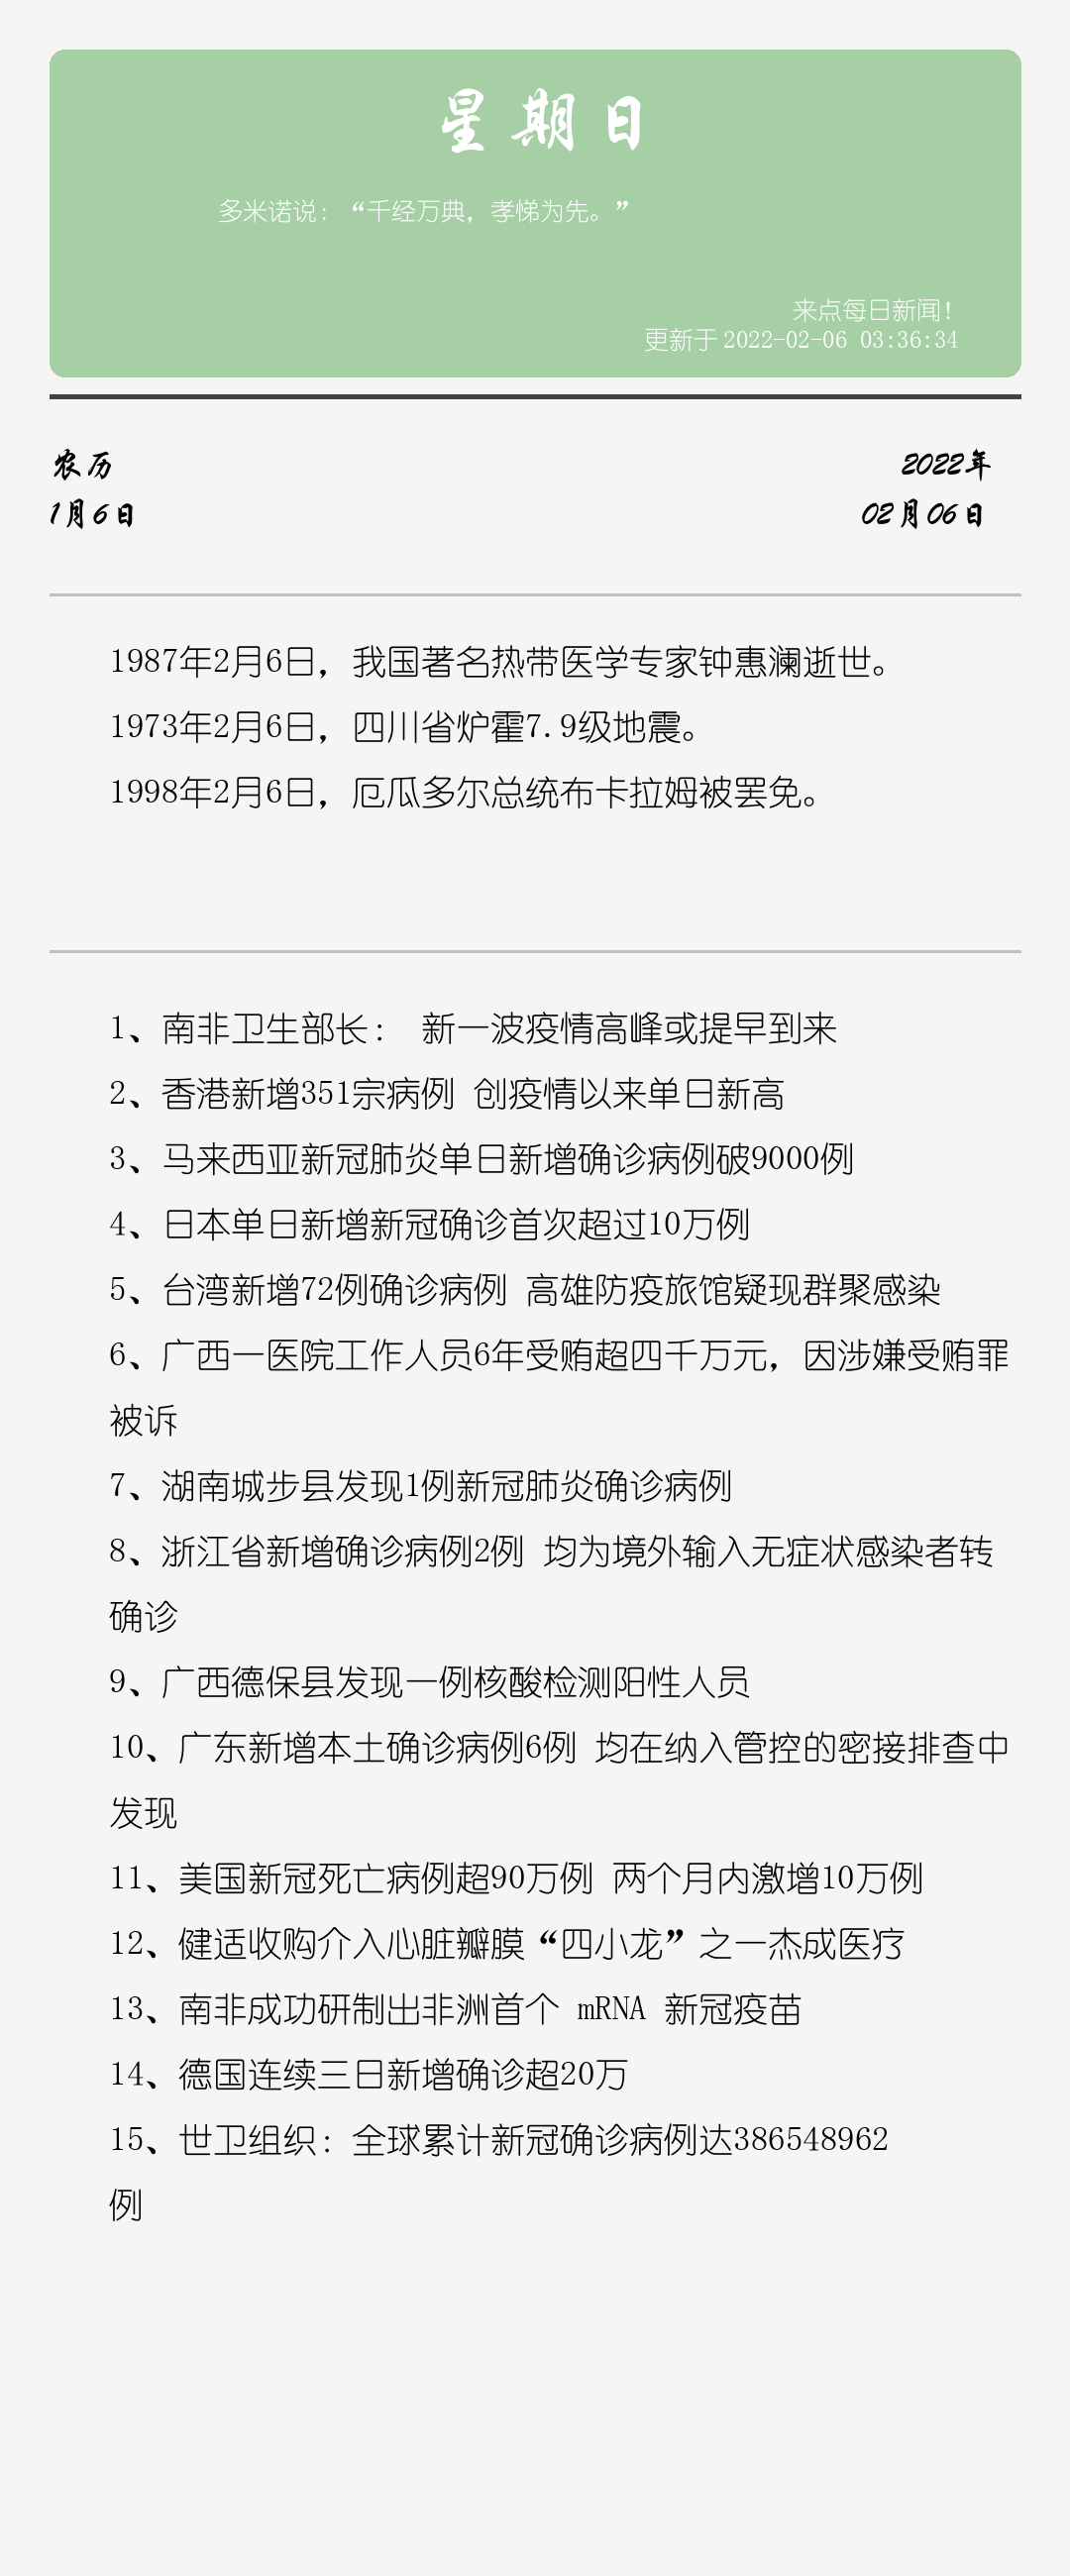 星期日
多米诺说：“千经万典，孝悌为先。”
来点每日新闻！
更新于 2022-02-06 03:36:34
农历
2022年
1月6日
02月06日
1987年2月6日，我国著名热带医学专家钟惠澜逝世。
1973年2月6日，四川省炉霍7.9级地震。
1998年2月6日，厄瓜多尔总统布卡拉姆被罢免。
1、南非卫生部长： 新一波疫情高峰或提早到来
2、香港新增351宗病例 创疫情以来单日新高
3、马来西亚新冠肺炎单日新增确诊病例破9000例
4、日本单日新增新冠确诊首次超过10万例
5、台湾新增72例确诊病例 高雄防疫旅馆疑现群聚感染
6、广西一医院工作人员6年受贿超四千万元，因涉嫌受贿罪
被诉
7、湖南城步县发现1例新冠肺炎确诊病例
8、浙江省新增确诊病例2例 均为境外输入无症状感染者转
确诊
9、广西德保县发现一例核酸检测阳性人员
10、广东新增本土确诊病例6例 均在纳入管控的密接排查中
发现
11、美国新冠死亡病例超90万例 两个月内激增10万例
12、健适收购介入心脏瓣膜“四小龙”之一杰成医疗
13、南非成功研制出非洲首个 mRNA 新冠疫苗
14、德国连续三日新增确诊超20万
15、世卫组织：全球累计新冠确诊病例达386548962
例